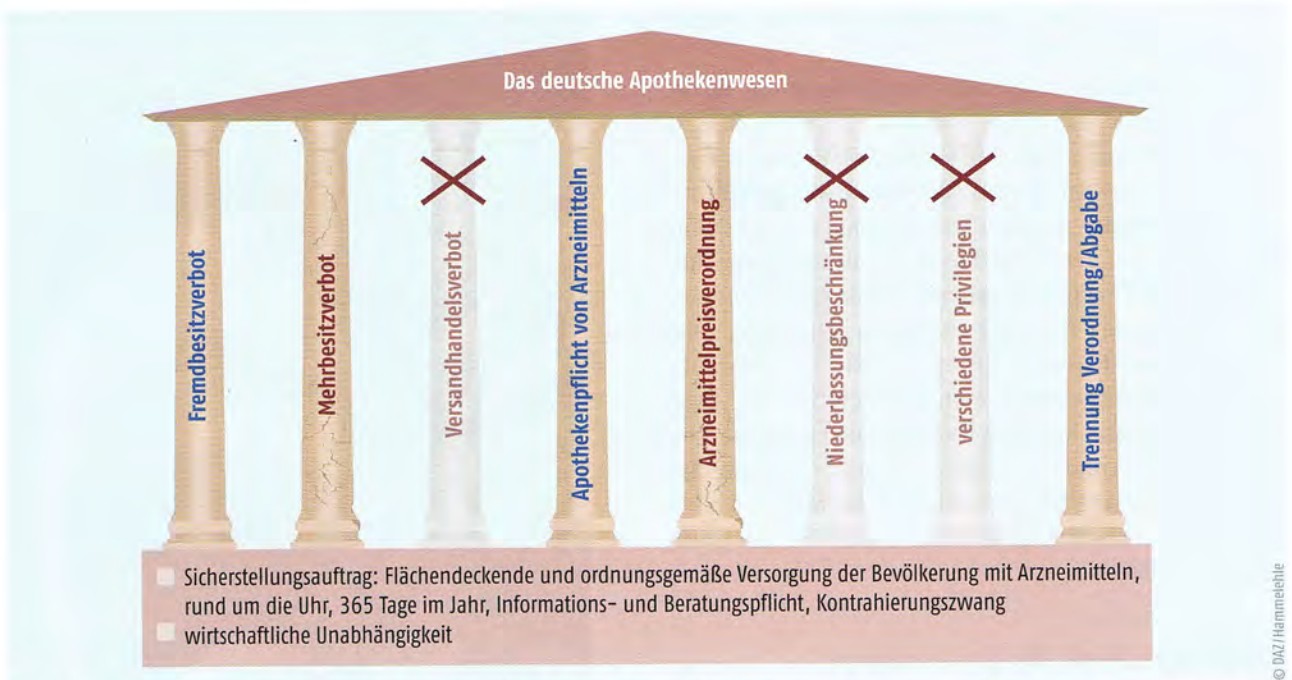 Das deutsche Apothekenwesen
Fremdbesitzverbot
Mehrbesitzverbot
Versandhandelsverbot
Apothekenpflicht von Arzneimitteln
Arzneimittelpreisverordnung
Niederlassungsbeschränkung
verschiedene Privilegien
Trennung Verordnung/Abgabe
Sicherstellungsauftrag: Flächendeckende und ordnungsgemäße Versorgung der Bevölkerung mit Arzneimitteln,
rund um die Uhr, 365 Tage im Jahr, Informations- und Beratungspflicht, Kontrahierungszwang
wirtschaftliche Unabhängigkeit
© DAZ/Hammelehle